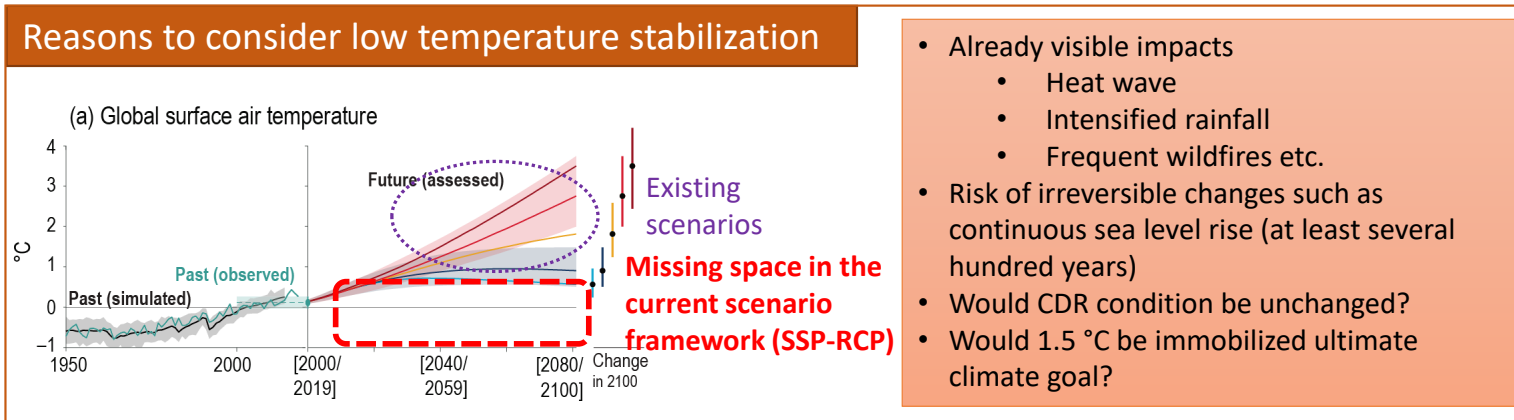 Reasons to consider low temperature stabilization
(a) Global surface air temperature
°C
4
3
2
1
0
−1
Future (assessed)
Past (observed)
Past (simulated)
Existing
scenarios
Missing space in the
current scenario
framework (SSP-RCP)
1950
2000
[2000/
2019]
[2040/
2059]
[2080/
2100]
Change
in 2100
• Already visible impacts
• Heat wave
• Intensified rainfall
• Frequent wildfires etc.
• Risk of irreversible changes such as
continuous sea level rise (at least several
hundred years)
• Would CDR condition be unchanged?
• Would 1.5 °C be immobilized ultimate
climate goal?